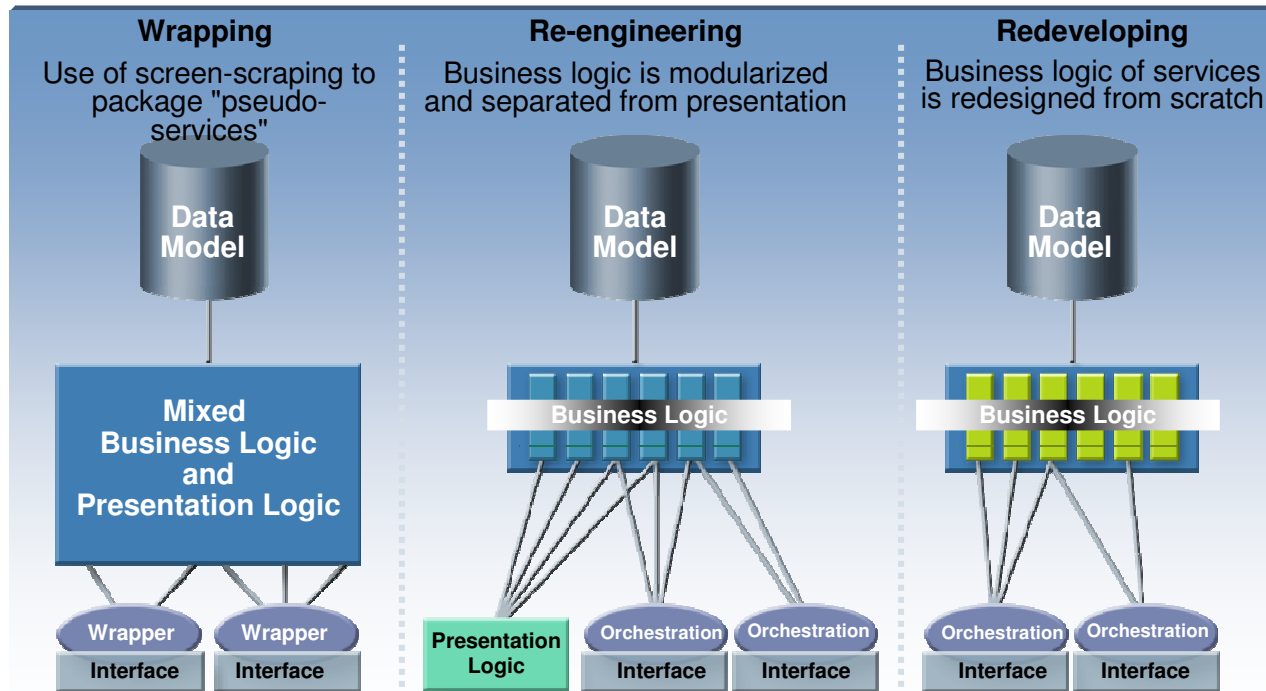 Wrapping
Use of screen-scraping to
package "pseudo-
services"
Data
Model
Mixed
Business Logic
and
Presentation Logic
Wrapper
Interface
Wrapper
Interface
Re-engineering
Business logic is modularized
and separated from presentation
Data
Model
Business Logic
Presentation
Logic
Orchestration
Interface
Orchestration
Interface
Redeveloping
Business logic of services
is redesigned from scratch
Data
Model
Business Logic
Orchestration
Interface
Orchestration
Interface